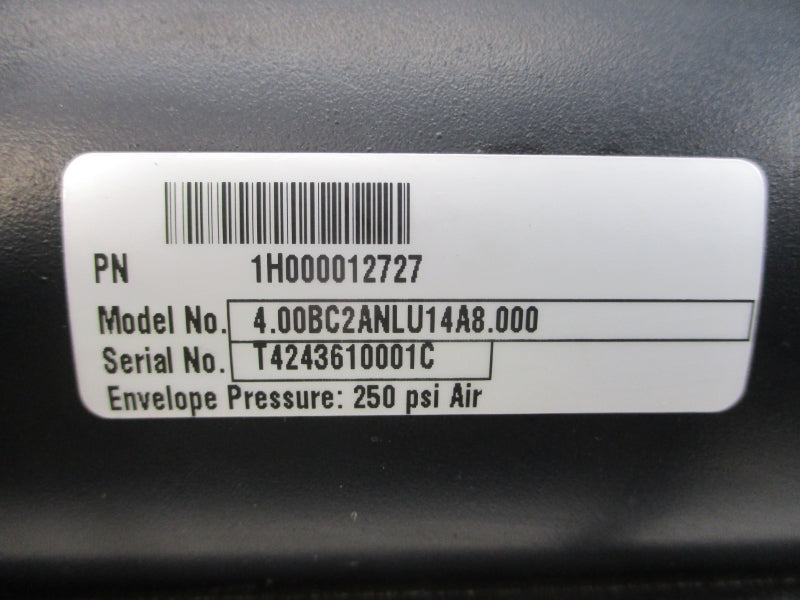 PN 1H000012727
Model No. 4.00BC2ANLU14A8.000
Serial No. T4243610001C
Envelope Pressure: 250 psi Air